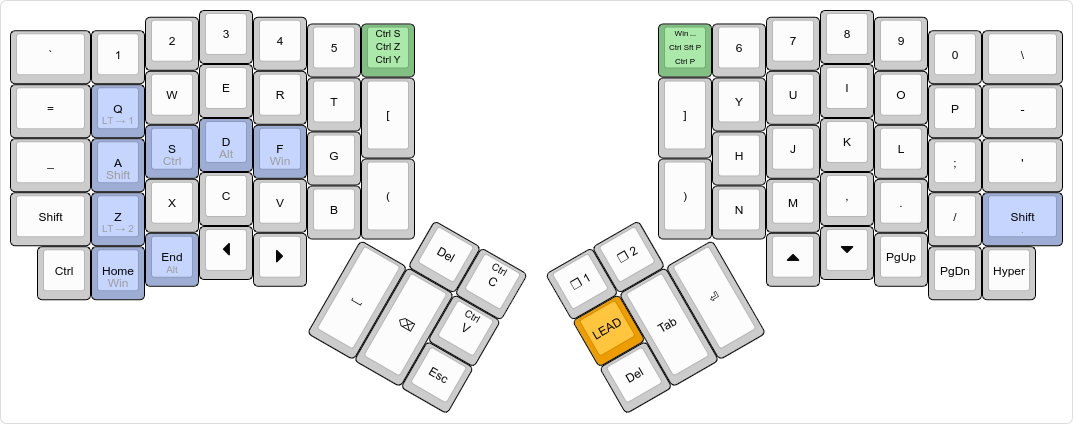 ` 1 2 3 4 5 Ctrl S
Ctrl Z
Ctrl Y
= Q W E R T [
LT → 1
_ A S D F G
Shift Ctrl Alt Win
Shift Z X C V B (
LT → 2
Ctrl Home End
Win Alt
Del Ctrl
C
Ctrl
V
Esc
Win ... 6 7 8 9 0 \
Ctrl Sft P
Ctrl P
] Y U I O P -
H J K L ; '
) N M , . / Shift
.
PgUp PgDn Hyper
1 2
LEAD Tab
Del